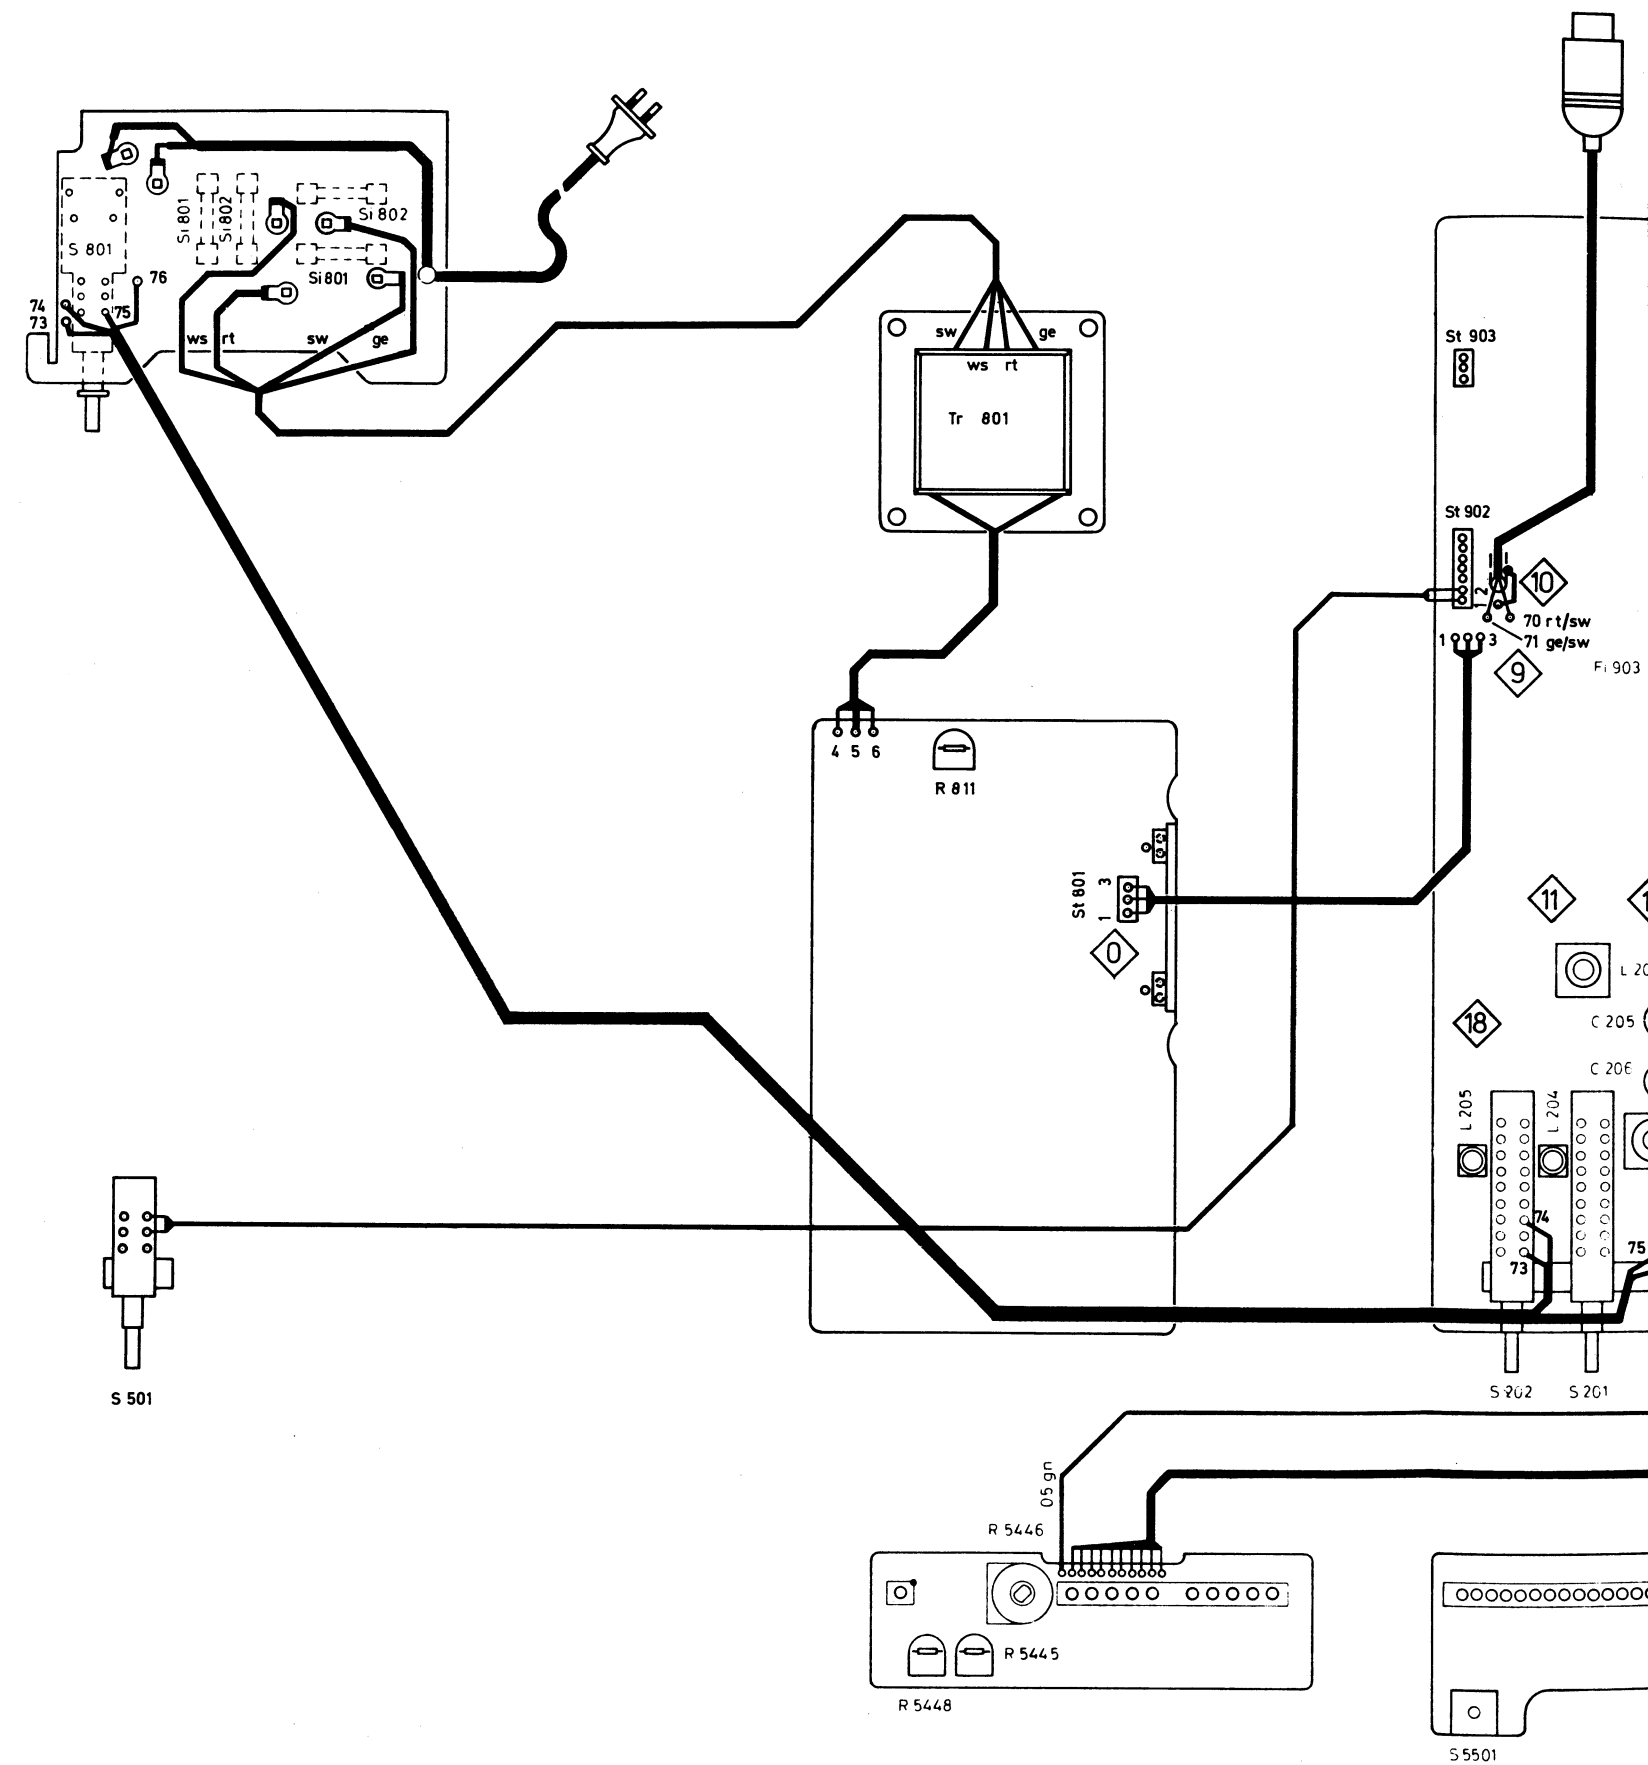 S 801
74
73
75
76
Si 801
Si 802
Si 802
Si 801
ws rt sw ge
sw ge
ws rt
Tr 801
St 903
St 902
1 2
10
70 rt/sw
71 ge/sw
1 3
9
Fi 903
4 5 6
R 811
St 801
1 3
0
11
18
C 205
C 206
L 205
L 204
74
73
75
S 202
S 201
S 501
05 gn
R 5446
R 5445
R 5448
S 5501